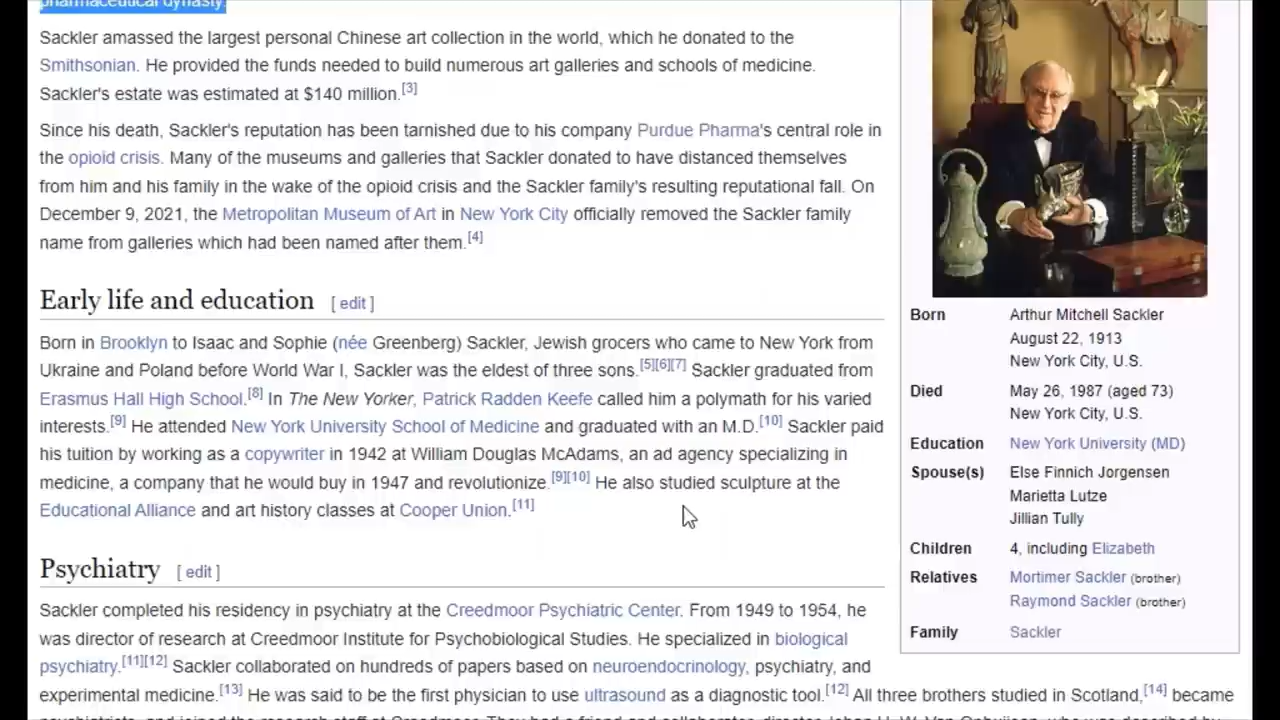 pharmaceutical dynasty.
Sackler amassed the largest personal Chinese art collection in the world, which he donated to the
Smithsonian. He provided the funds needed to build numerous art galleries and schools of medicine.
Sackler's estate was estimated at $140 million.[3]
Since his death, Sackler's reputation has been tarnished due to his company Purdue Pharma's central role in
the opioid crisis. Many of the museums and galleries that Sackler donated to have distanced themselves
from him and his family in the wake of the opioid crisis and the Sackler family's resulting reputational fall. On
December 9, 2021, the Metropolitan Museum of Art in New York City officially removed the Sackler family
name from galleries which had been named after them.[4]
Early life and education [ edit ]
Born in Brooklyn to Isaac and Sophie (née Greenberg) Sackler, Jewish grocers who came to New York from
Ukraine and Poland before World War I, Sackler was the eldest of three sons.[5][6][7] Sackler graduated from
Erasmus Hall High School.[8] In The New Yorker, Patrick Radden Keefe called him a polymath for his varied
interests.[9] He attended New York University School of Medicine and graduated with an M.D.[10] Sackler paid
his tuition by working as a copywriter in 1942 at William Douglas McAdams, an ad agency specializing in
medicine, a company that he would buy in 1947 and revolutionize.[9][10] He also studied sculpture at the
Educational Alliance and art history classes at Cooper Union.[11]
Psychiatry [ edit ]
Sackler completed his residency in psychiatry at the Creedmoor Psychiatric Center. From 1949 to 1954, he
was director of research at Creedmoor Institute for Psychobiological Studies. He specialized in biological
psychiatry.[11][12] Sackler collaborated on hundreds of papers based on neuroendocrinology, psychiatry, and
experimental medicine.[13] He was said to be the first physician to use ultrasound as a diagnostic tool.[12] All three brothers studied in Scotland,[14] became
Born Arthur Mitchell Sackler
August 22, 1913
New York City, U.S.
Died May 26, 1987 (aged 73)
New York City, U.S.
Education New York University (MD)
Spouse(s) Else Finnich Jorgensen
Marietta Lutze
Jillian Tully
Children 4, including Elizabeth
Relatives Mortimer Sackler (brother)
Raymond Sackler (brother)
Family Sackler